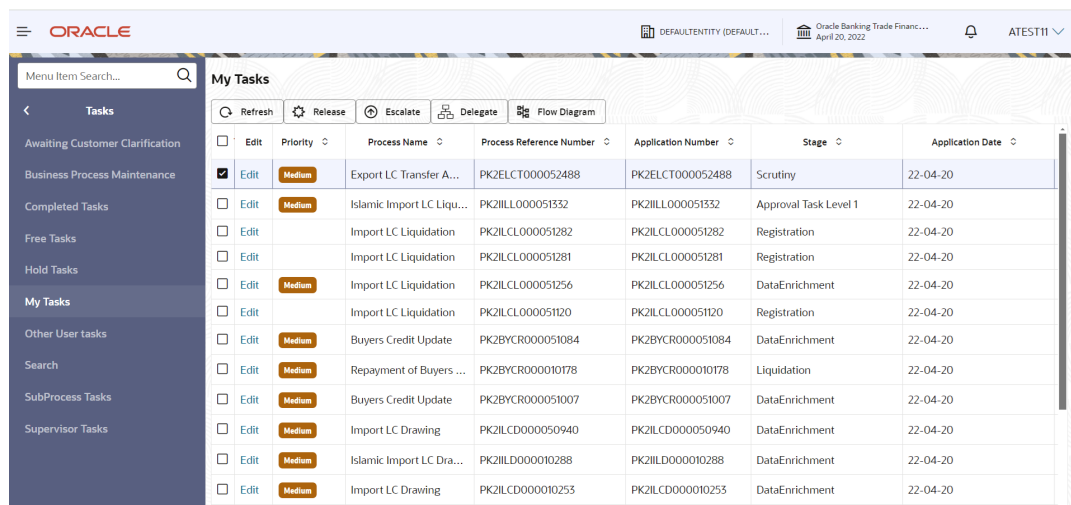 ORACLE
DEFAULTENTITY (DEFAULT...
Oracle Banking Trade Financ...
April 20, 2022
ATEST11
Menu Item Search...
Tasks
Awaiting Customer Clarification
Business Process Maintenance
Completed Tasks
Free Tasks
Hold Tasks
My Tasks
Other User tasks
Search
SubProcess Tasks
Supervisor Tasks
My Tasks
Refresh Release Escalate Delegate Flow Diagram
Edit Priority Process Name Process Reference Number Application Number Stage Application Date
Edit Medium Export LC Transfer A... PK2ELCT000052488 PK2ELCT000052488 Scrutiny 22-04-20
Edit Medium Islamic Import LC Liqu... PK2IILL000051332 PK2IILL000051332 Approval Task Level 1 22-04-20
Edit Import LC Liquidation PK2ILCL000051282 PK2ILCL000051282 Registration 22-04-20
Edit Import LC Liquidation PK2ILCL000051281 PK2ILCL000051281 Registration 22-04-20
Edit Medium Import LC Liquidation PK2ILCL000051256 PK2ILCL000051256 DataEnrichment 22-04-20
Edit Import LC Liquidation PK2ILCL000051120 PK2ILCL000051120 Registration 22-04-20
Edit Medium Buyers Credit Update PK2BYCR000051084 PK2BYCR000051084 DataEnrichment 22-04-20
Edit Medium Repayment of Buyers ... PK2BYCR000010178 PK2BYCR000010178 Liquidation 22-04-20
Edit Medium Buyers Credit Update PK2BYCR000051007 PK2BYCR000051007 DataEnrichment 22-04-20
Edit Medium Import LC Drawing PK2ILCD000050940 PK2ILCD000050940 DataEnrichment 22-04-20
Edit Medium Islamic Import LC Dra... PK2IILD000010288 PK2IILD000010288 DataEnrichment 22-04-20
Edit Medium Import LC Drawing PK2ILCD000010253 PK2ILCD000010253 DataEnrichment 22-04-20